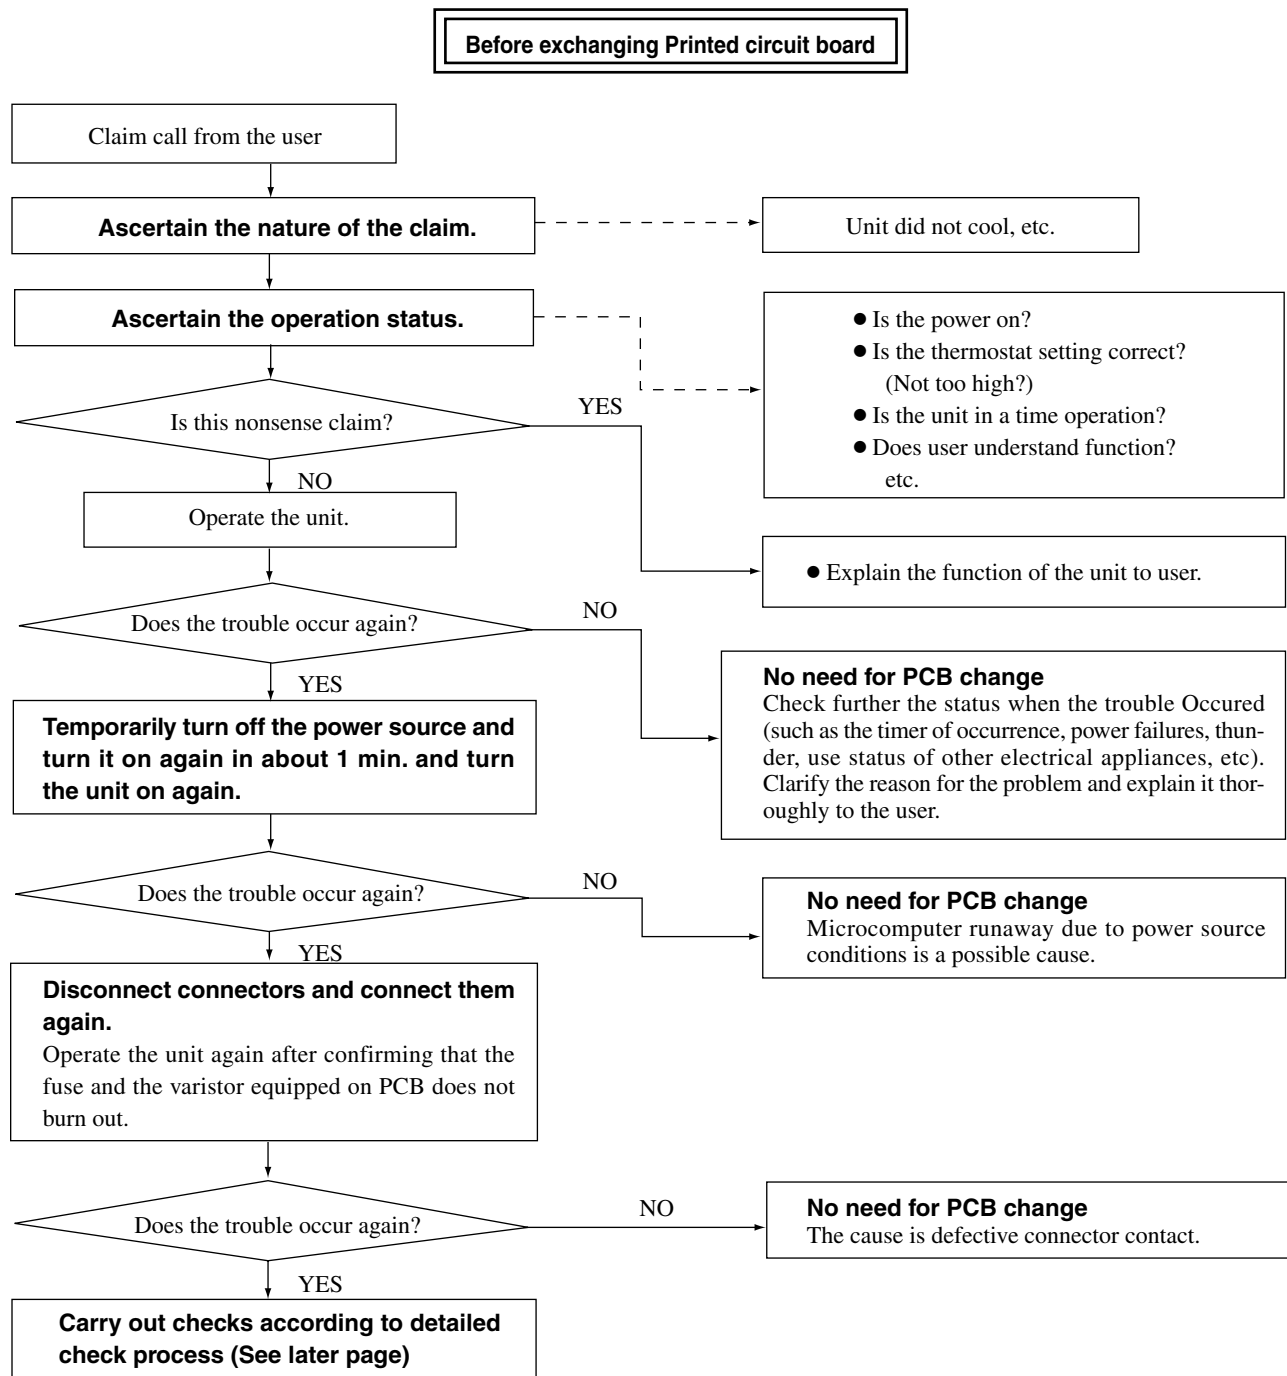 Before exchanging Printed circuit board
Claim call from the user
Ascertain the nature of the claim.
Unit did not cool, etc.
Ascertain the operation status.
● Is the power on?
● Is the thermostat setting correct?
(Not too high?)
● Is the unit in a time operation?
● Does user understand function?
etc.
Is this nonsense claim?
YES
NO
Operate the unit.
● Explain the function of the unit to user.
Does the trouble occur again?
NO
YES
No need for PCB change
Check further the status when the trouble Occured
(such as the timer of occurrence, power failures, thun-
der, use status of other electrical appliances, etc).
Clarify the reason for the problem and explain it thor-
oughly to the user.
Temporarily turn off the power source and
turn it on again in about 1 min. and turn
the unit on again.
Does the trouble occur again?
NO
YES
No need for PCB change
Microcomputer runaway due to power source
conditions is a possible cause.
Disconnect connectors and connect them
again.
Operate the unit again after confirming that the
fuse and the varistor equipped on PCB does not
burn out.
Does the trouble occur again?
NO
YES
No need for PCB change
The cause is defective connector contact.
Carry out checks according to detailed
check process (See later page)